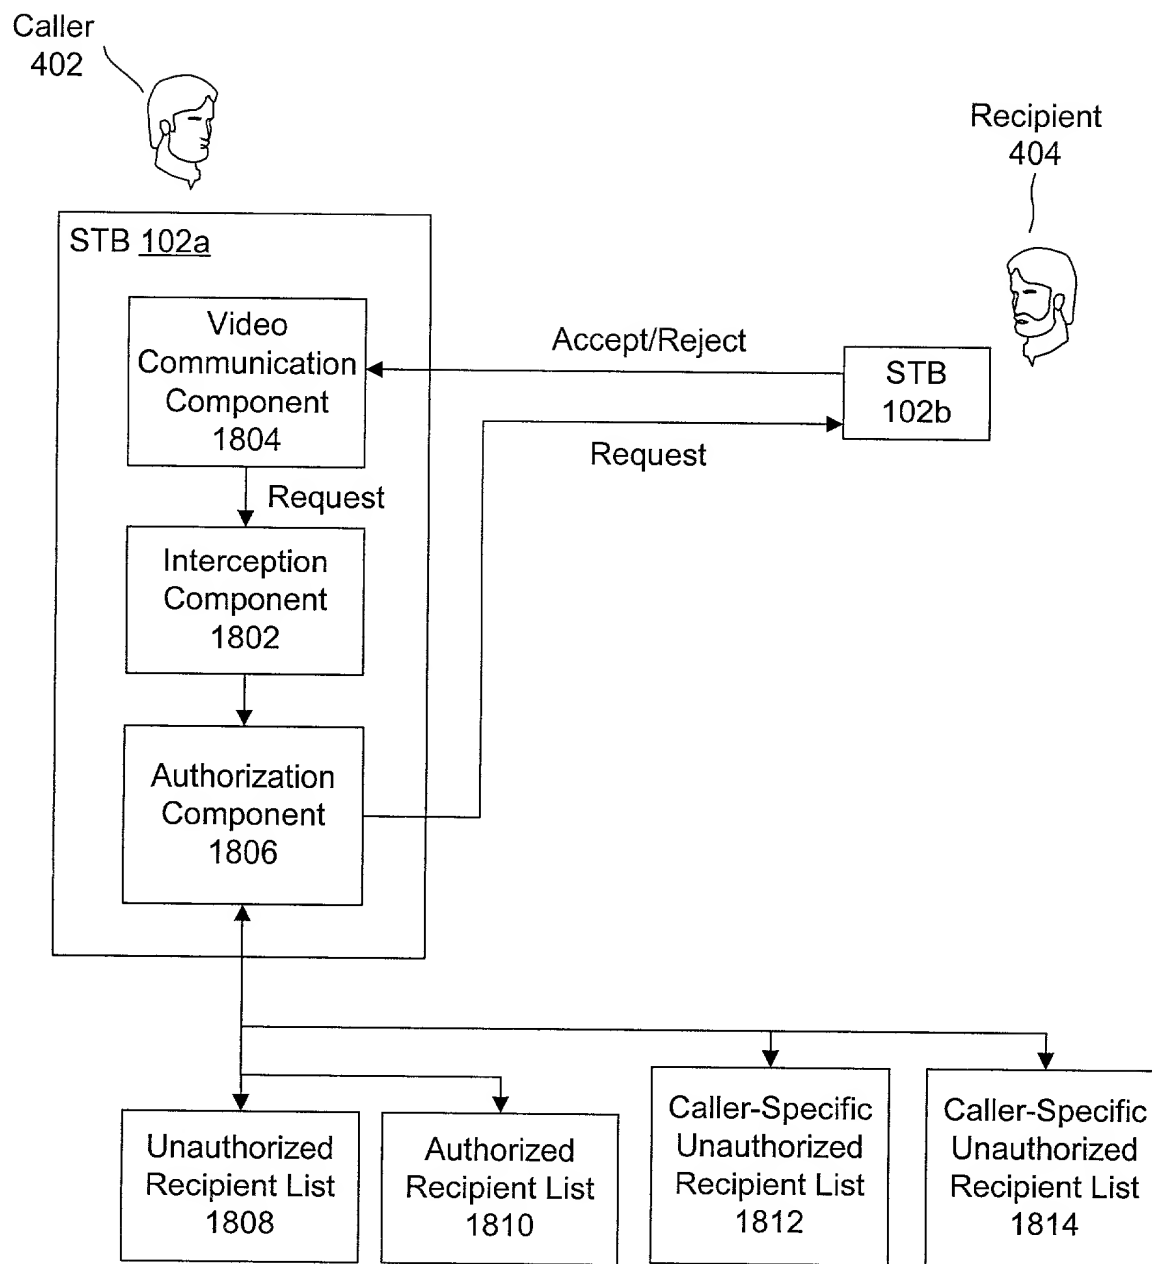 Caller
402
Recipient
404
STB 102a
Video
Communication
Component
1804
Accept/Reject
STB
102b
Request
Request
Interception
Component
1802
Authorization
Component
1806
Unauthorized
Recipient List
1808
Authorized
Recipient List
1810
Caller-Specific
Unauthorized
Recipient List
1812
Caller-Specific
Unauthorized
Recipient List
1814